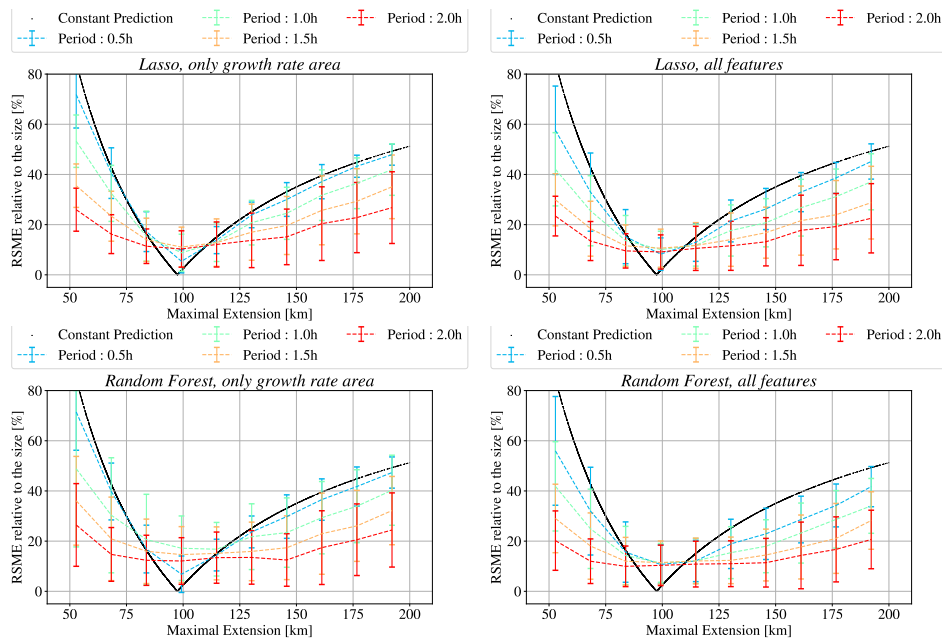 Constant Prediction Period : 1.0h Period : 2.0h
Period : 0.5h Period : 1.5h
Lasso, only growth rate area
80
60
40
20
0
RSME relative to the size [%]
50 75 100 125 150 175 200
Maximal Extension [km]
Constant Prediction Period : 1.0h Period : 2.0h
Period : 0.5h Period : 1.5h
Lasso, all features
80
60
40
20
0
RSME relative to the size [%]
50 75 100 125 150 175 200
Maximal Extension [km]
Constant Prediction Period : 1.0h Period : 2.0h
Period : 0.5h Period : 1.5h
Random Forest, only growth rate area
80
60
40
20
0
RSME relative to the size [%]
50 75 100 125 150 175 200
Maximal Extension [km]
Constant Prediction Period : 1.0h Period : 2.0h
Period : 0.5h Period : 1.5h
Random Forest, all features
80
60
40
20
0
RSME relative to the size [%]
50 75 100 125 150 175 200
Maximal Extension [km]